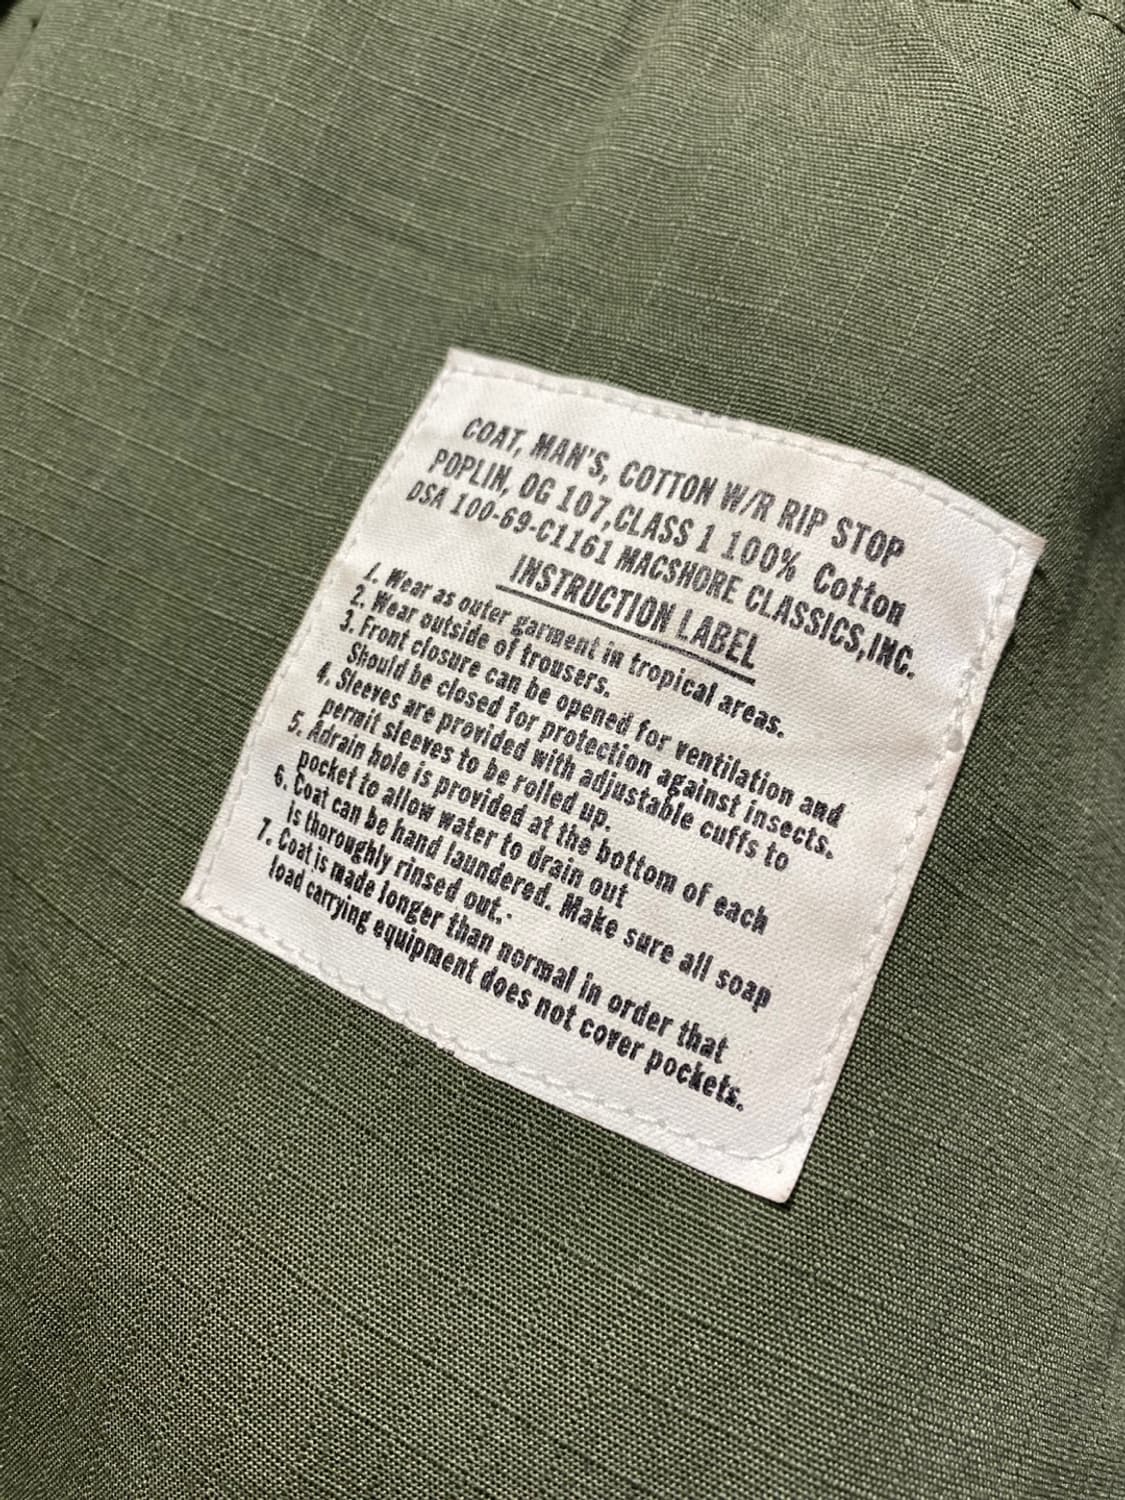 COAT, MAN'S, COTTON W/R RIP STOP
POPLIN, OG 107,CLASS 1 100% Cotton
DSA 100-69-C1161 MACSHORE CLASSICS,INC.
INSTRUCTION LABEL
1. Wear as outer garment in tropical areas.
2. Wear outside of trousers.
3. Front closure can be opened for ventilation and
Should be closed for protection against insects.
4. Sleeves are provided with adjustable cuffs to
permit sleeves to be rolled up.
5. Adrain hole is provided at the bottom of each
pocket to allow water to drain out
6. Coat can be hand laundered. Make sure all soap
is thoroughly rinsed out.
7. Coat is made longer than normal in order that
load carrying equipment does not cover pockets.